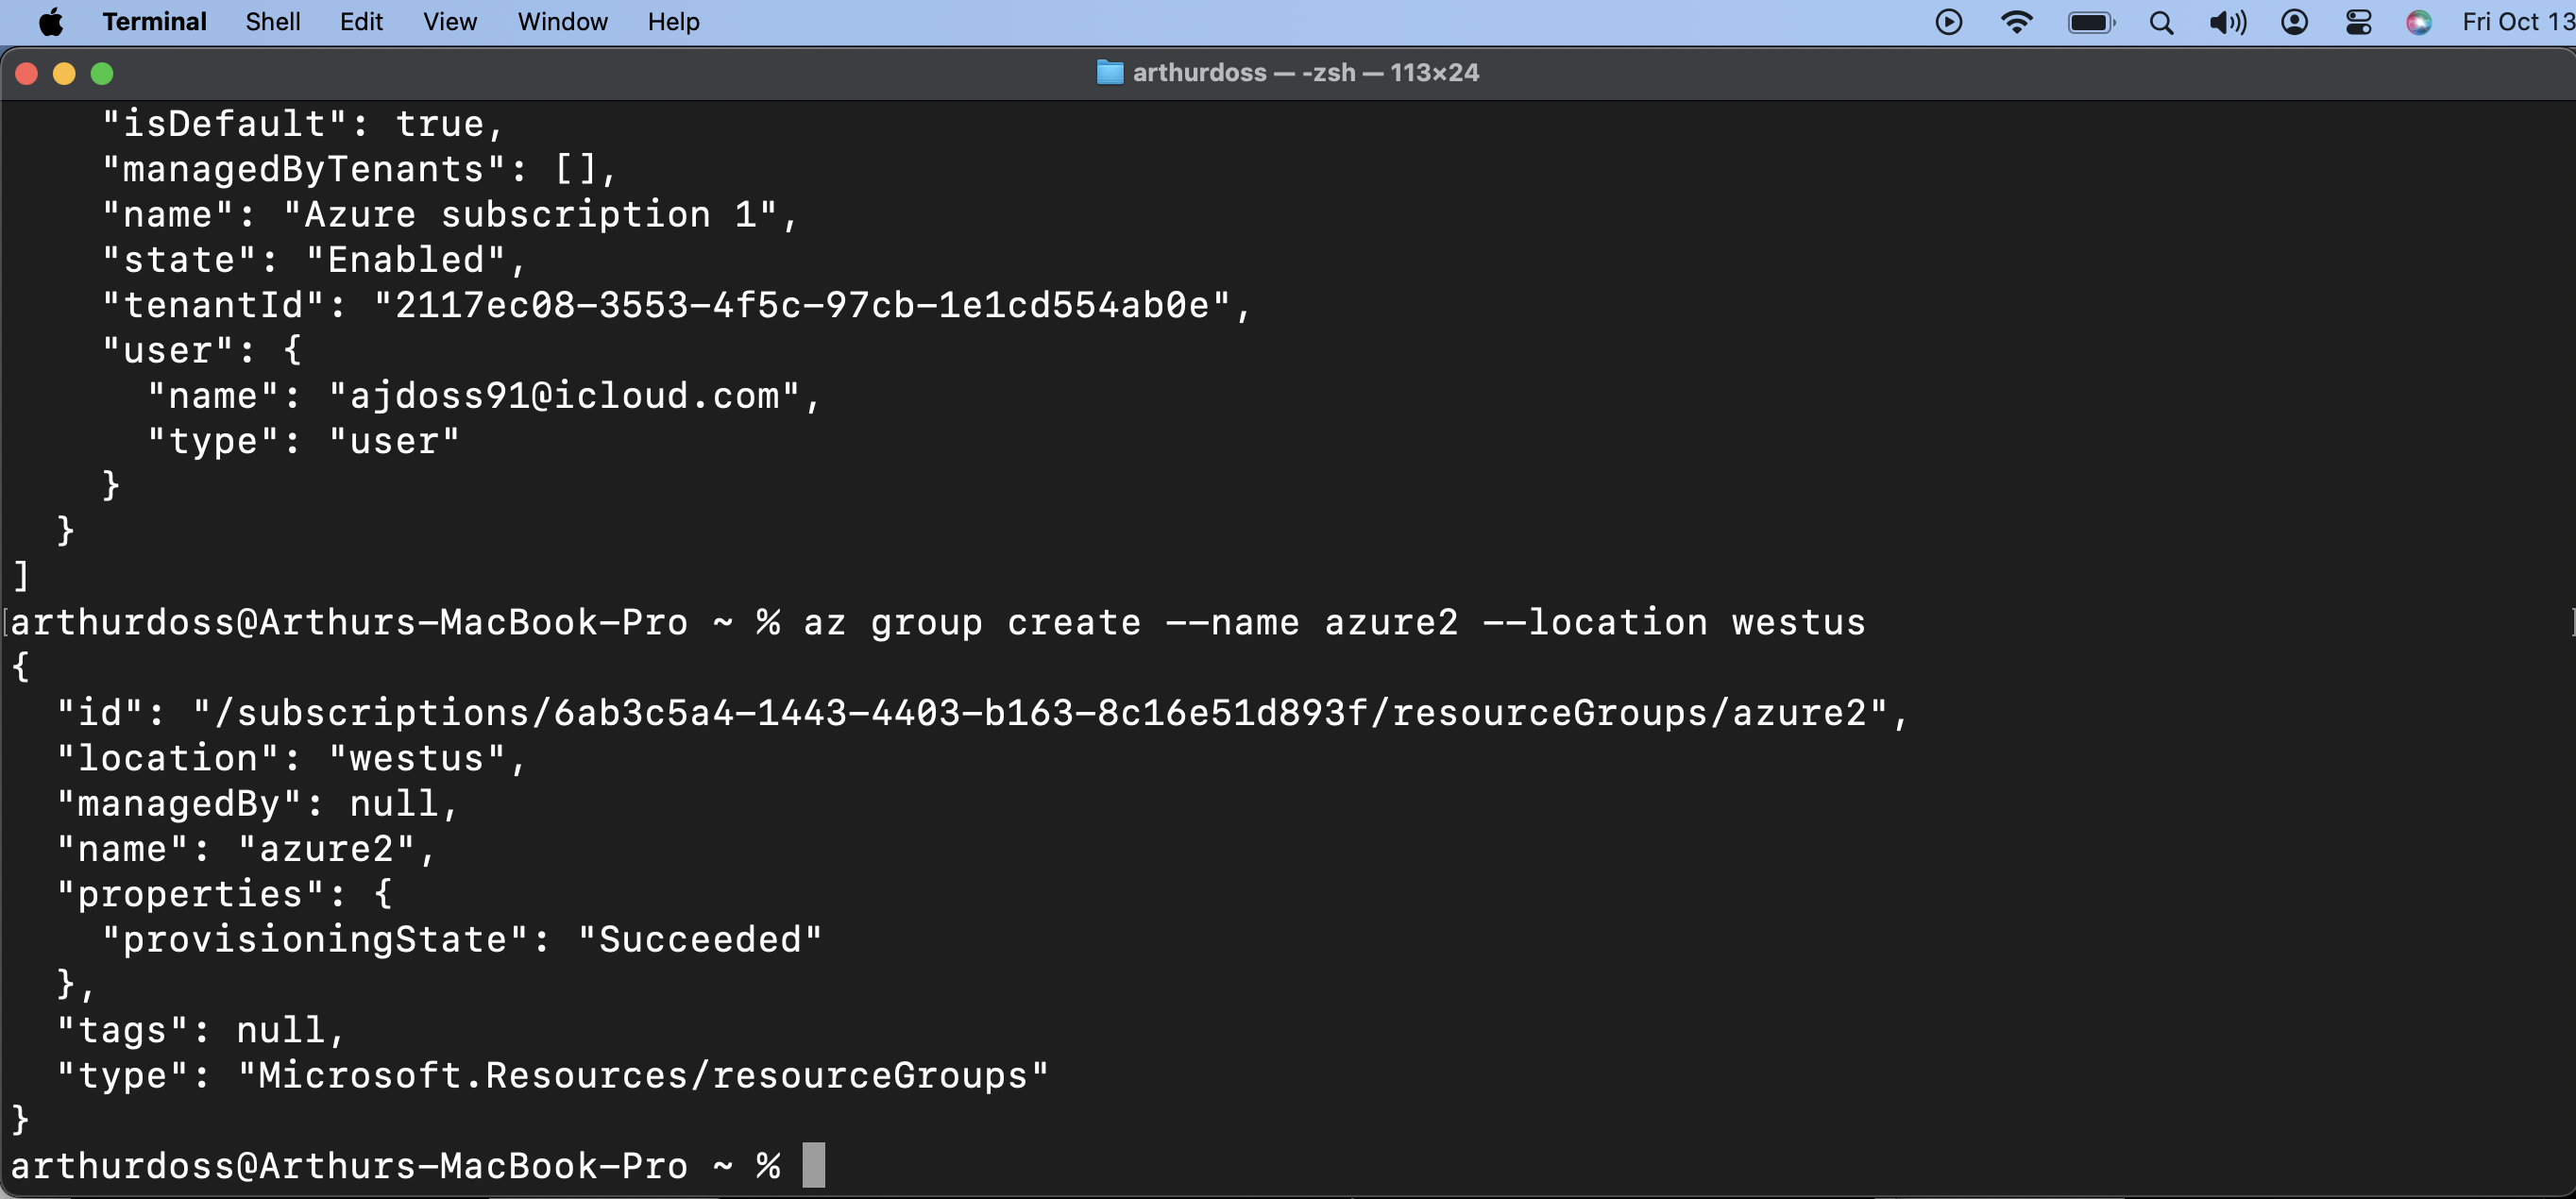 Terminal Shell Edit View Window Help Fri Oct 13
arthurdoss — -zsh — 113×24
    "isDefault": true,
    "managedByTenants": [],
    "name": "Azure subscription 1",
    "state": "Enabled",
    "tenantId": "2117ec08-3553-4f5c-97cb-1e1cd554ab0e",
    "user": {
      "name": "ajdoss91@icloud.com",
      "type": "user"
    }
  }
]
[arthurdoss@Arthurs-MacBook-Pro ~ % az group create --name azure2 --location westus ]
{
  "id": "/subscriptions/6ab3c5a4-1443-4403-b163-8c16e51d893f/resourceGroups/azure2",
  "location": "westus",
  "managedBy": null,
  "name": "azure2",
  "properties": {
    "provisioningState": "Succeeded"
  },
  "tags": null,
  "type": "Microsoft.Resources/resourceGroups"
}
arthurdoss@Arthurs-MacBook-Pro ~ %